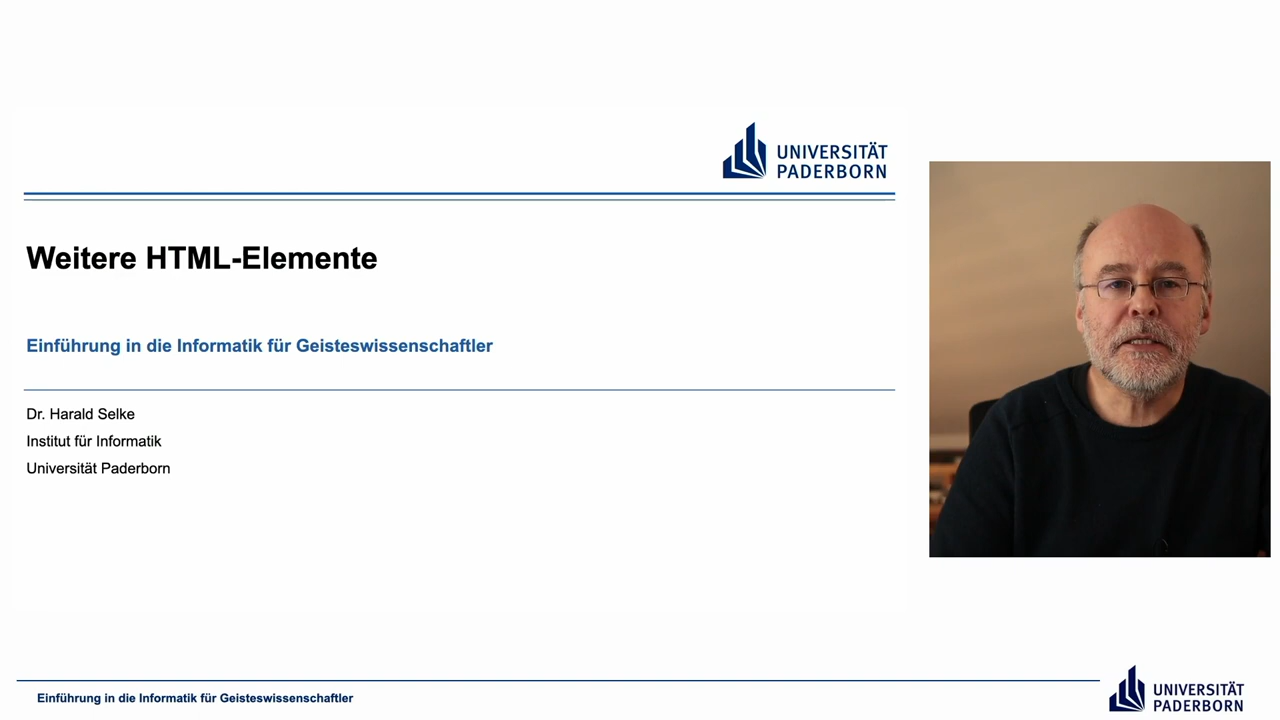 UNIVERSITÄT
PADERBORN
Weitere HTML-Elemente
Einführung in die Informatik für Geisteswissenschaftler
Dr. Harald Selke
Institut für Informatik
Universität Paderborn
Einführung in die Informatik für Geisteswissenschaftler
UNIVERSITÄT
PADERBORN